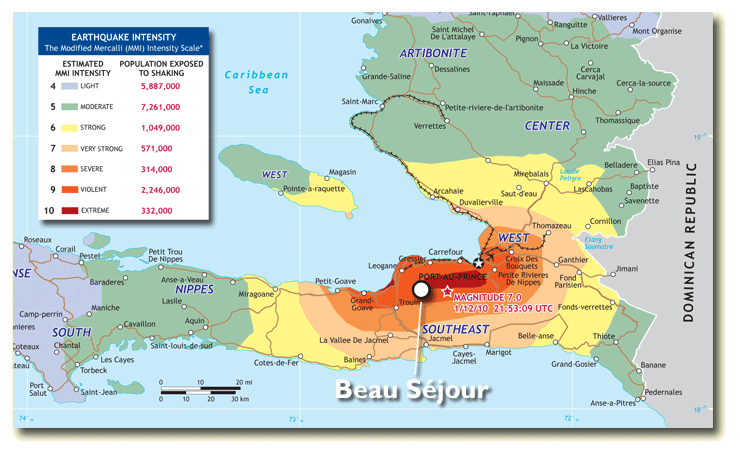 EARTHQUAKE INTENSITY
The Modified Mercalli (MMI) Intensity Scale*
ESTIMATED MMI INTENSITY
POPULATION EXPOSED TO SHAKING
4 LIGHT 5,887,000
5 MODERATE 7,261,000
6 STRONG 1,049,000
7 VERY STRONG 571,000
8 SEVERE 314,000
9 VIOLENT 2,246,000
10 EXTREME 332,000
Caribbean
Sea
Gonaives
Saint-raphael
Vallieres
Ranguitte
Mont Organise
Saint Michel
De L'attalaye
Pignon
La Victoire
ARTIBONITE
Dessalines
Grande-Saline
Cerca
Carvajal
Cerca-la-source
Maissade
Hinche
Saint-Marc
Petite-riviere-de-l'artibonite
Verrettes
Thomassique
CENTER
19°
DOMINICAN REPUBLIC
Belladere
Elias Pina
Mirebalais
Lac de
Peligre
Lascahobas
Baptiste
Savenette
Saut-d'eau
WEST
Magasin
Pointe-a-raquette
Arcahaie
Duvalierville
Cornillon
WEST
Thomazeau
Etang
Saumatre
Roseaux
Corail
Pestel
Petit Trou
De Nippes
Baraderes
Anse-a-Veau
NIPPES
Miragoane
Petit-Goave
Leogane
Gressier
Carrefour
PORT-AU-PRINCE
Croix Des
Bouquets
Petite Rivieres
De Nippes
Ganthier
Fond
Parisien
Jimani
NSE
Maniche
Lasile
Grand-
Goave
Trouin
MAGNITUDE 7.0
1/12/10 21:53:09 UTC
Fonds-verrettes
Camp-perrin
nieres
SOUTH
Cavaillon
Aquin
Saint-louis-de-sud
La Vallee De Jacmel
SOUTHEAST
Jacmel
Cayes-
Jacmel
Marigot
Belle-anse
Thiote
Coteaux
Chantal
Les Cayes
Torbeck
teau
Port
Salut
Saint-Jean
Cotes-de-Fer
Bainet
Grand-Gosier
Banane
Pedernales
Anse-a-Pitres
0 10 20 mi
0 10 20 30 km
Beau Séjour
74°
73°
72°
18°